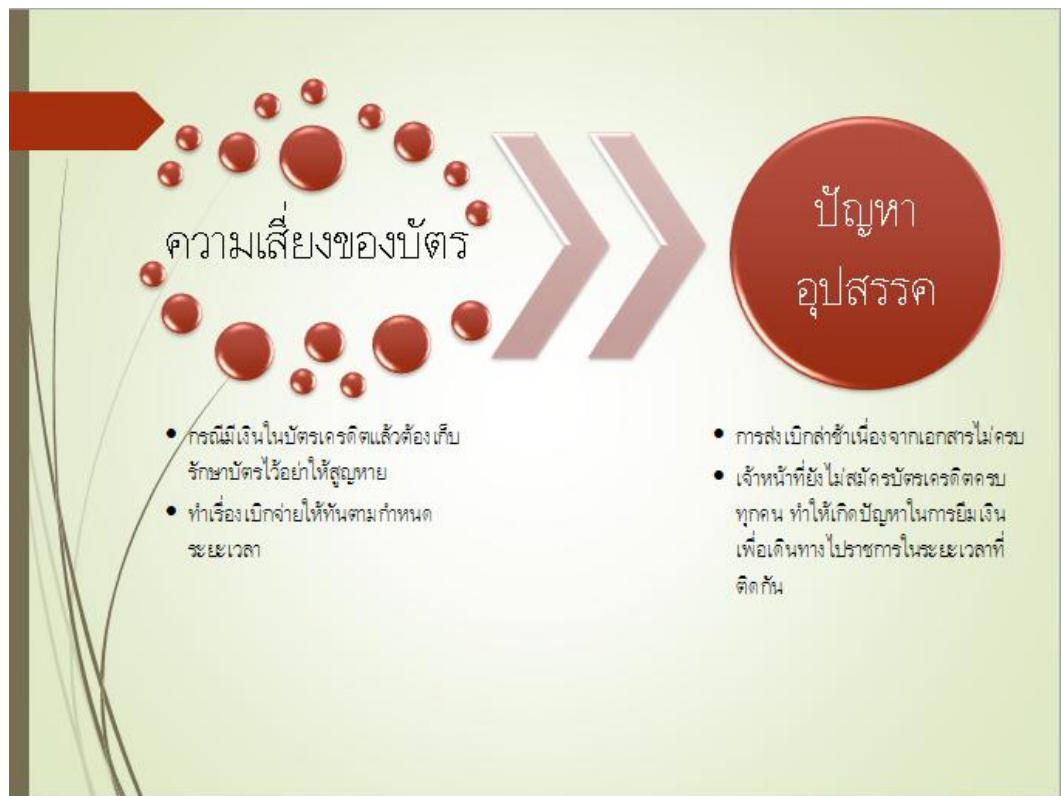 ความเสี่ยงของบัตร
ปัญหา
อุปสรรค
• กรณีมีเงินในบัตรเครดิตแล้วต้องเก็บ
รักษาบัตรไว้อย่าให้สูญหาย
• ทำเรื่องเบิกจ่ายให้ทันตามกำหนด
ระยะเวลา
• การส่งเบิกล่าช้าเนื่องจากเอกสารไม่ครบ
• เจ้าหน้าที่ยังไม่สมัครบัตรเครดิตครบ
ทุกคน ทำให้เกิดปัญหาในการยืมเงิน
เพื่อเดินทางไปราชการในระยะเวลาที่
ติดกัน